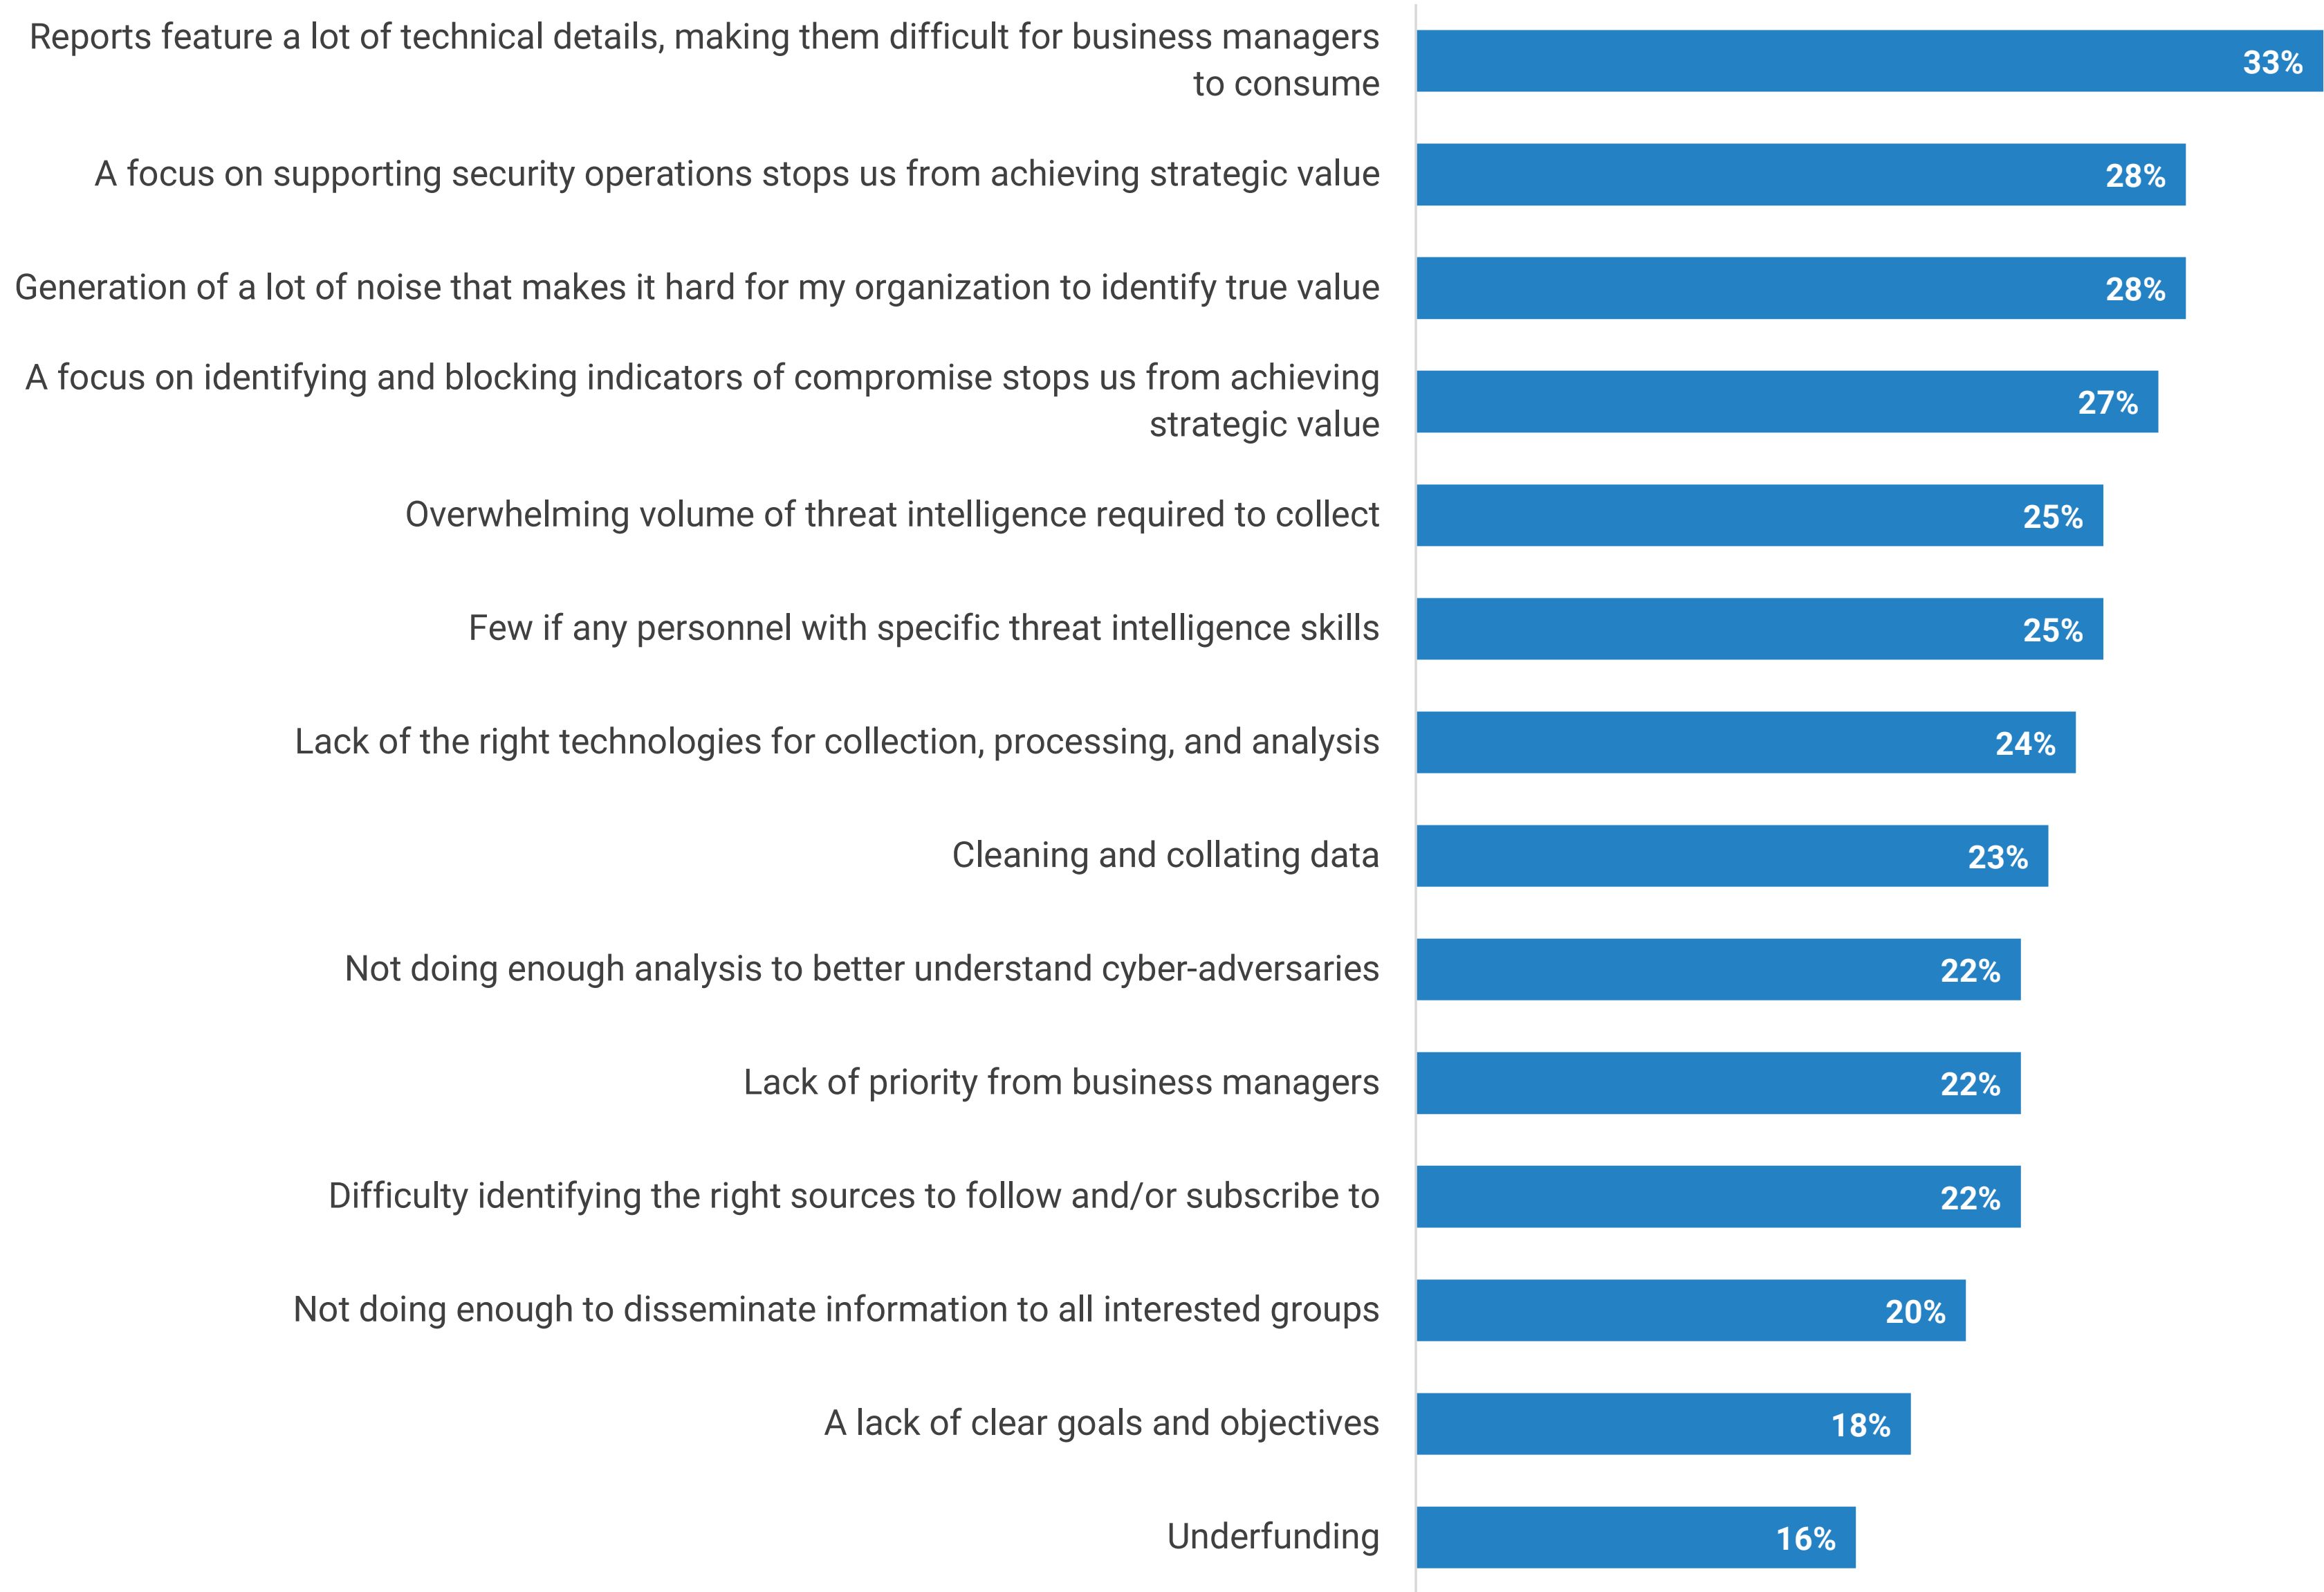 Reports feature a lot of technical details, making them difficult for business managers
to consume
33%
A focus on supporting security operations stops us from achieving strategic value
28%
Generation of a lot of noise that makes it hard for my organization to identify true value
28%
A focus on identifying and blocking indicators of compromise stops us from achieving
strategic value
27%
Overwhelming volume of threat intelligence required to collect
25%
Few if any personnel with specific threat intelligence skills
25%
Lack of the right technologies for collection, processing, and analysis
24%
Cleaning and collating data
23%
Not doing enough analysis to better understand cyber-adversaries
22%
Lack of priority from business managers
22%
Difficulty identifying the right sources to follow and/or subscribe to
22%
Not doing enough to disseminate information to all interested groups
20%
A lack of clear goals and objectives
18%
Underfunding
16%